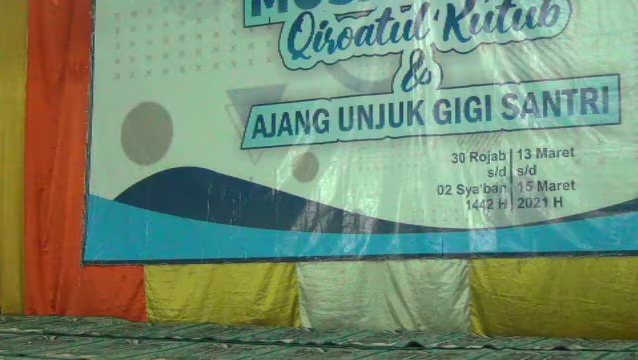 Qiroatul Kutub
&
AJANG UNJUK GIGI SANTRI
30 Rojab | 13 Maret
s/d | s/d
02 Sya'ban | 15 Maret
1442 H | 2021 H